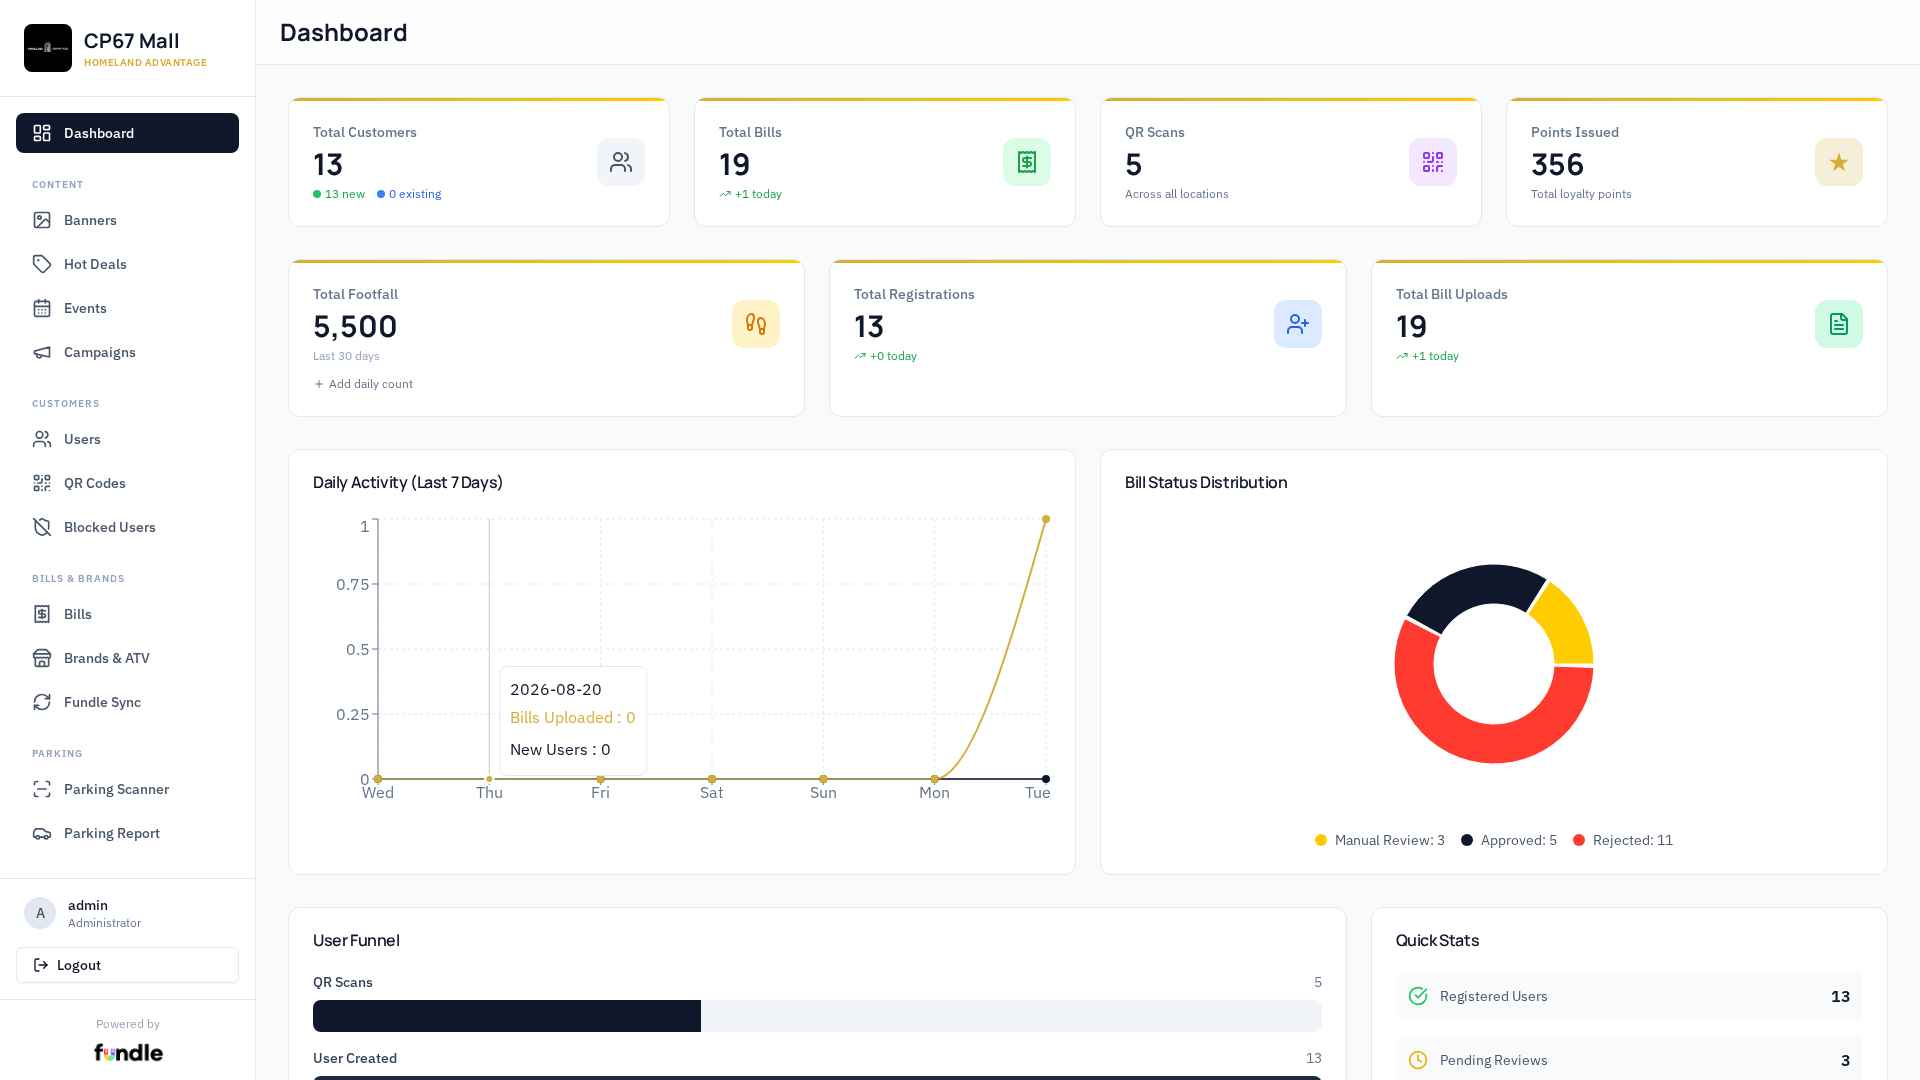 CP67 Mall
HOMELAND ADVANTAGE
Dashboard
CONTENT
Banners
Hot Deals
Events
Campaigns
CUSTOMERS
Users
QR Codes
Blocked Users
BILLS & BRANDS
Bills
Brands & ATV
Fundle Sync
PARKING
Parking Scanner
Parking Report
A
admin
Administrator
Logout
Powered by
fundle
Dashboard
Total Customers
13
13 new 0 existing
Total Bills
19
+1 today
QR Scans
5
Across all locations
Points Issued
356
Total loyalty points
Total Footfall
5,500
Last 30 days
+ Add daily count
Total Registrations
13
+0 today
Total Bill Uploads
19
+1 today
Daily Activity (Last 7 Days)
1
0.75
0.5
0.25
0
2026-08-20
Bills Uploaded : 0
New Users : 0
Wed Thu Fri Sat Sun Mon Tue
Bill Status Distribution
Manual Review: 3 Approved: 5 Rejected: 11
User Funnel
QR Scans 5
User Created 13
Quick Stats
Registered Users 13
Pending Reviews 3